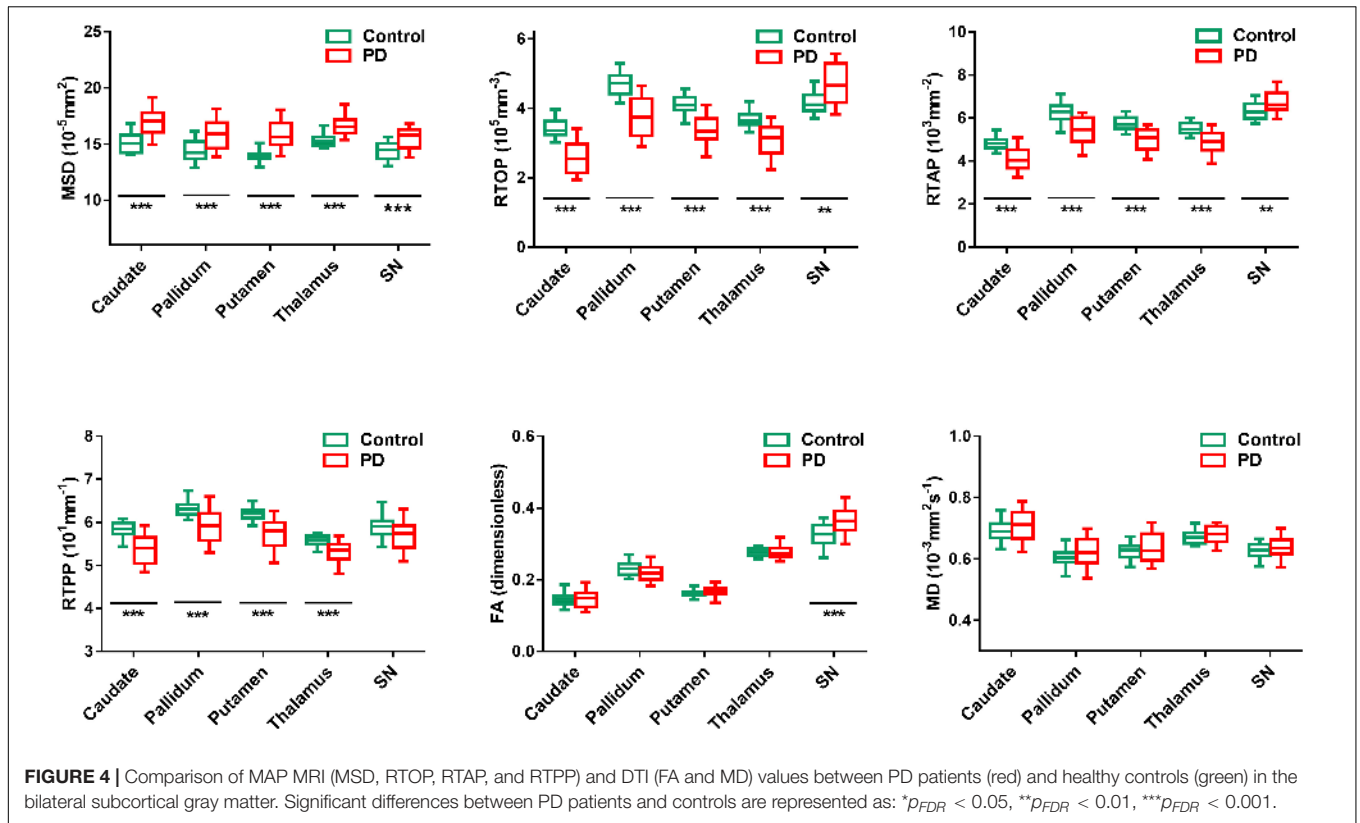 Control
PD
MSD (10⁻⁵mm²)
25
20
15
10
*** *** *** *** ***
Caudate Pallidum Putamen Thalamus SN
Control
PD
RTOP (10⁵mm⁻³)
6
4
2
0
*** *** *** *** **
Caudate Pallidum Putamen Thalamus SN
Control
PD
RTAP (10³mm⁻²)
10
8
6
4
2
0
*** *** *** *** **
Caudate Pallidum Putamen Thalamus SN
Control
PD
RTPP (10¹mm⁻¹)
8
7
6
5
4
3
*** *** *** ***
Caudate Pallidum Putamen Thalamus SN
Control
PD
FA (dimensionless)
0.6
0.4
0.2
0.0
***
Caudate Pallidum Putamen Thalamus SN
Control
PD
MD (10⁻³mm²s⁻¹)
1.0
0.8
0.6
0.4
Caudate Pallidum Putamen Thalamus SN
FIGURE 4 | Comparison of MAP MRI (MSD, RTOP, RTAP, and RTPP) and DTI (FA and MD) values between PD patients (red) and healthy controls (green) in the
bilateral subcortical gray matter. Significant differences between PD patients and controls are represented as: *pFDR < 0.05, **pFDR < 0.01, ***pFDR < 0.001.